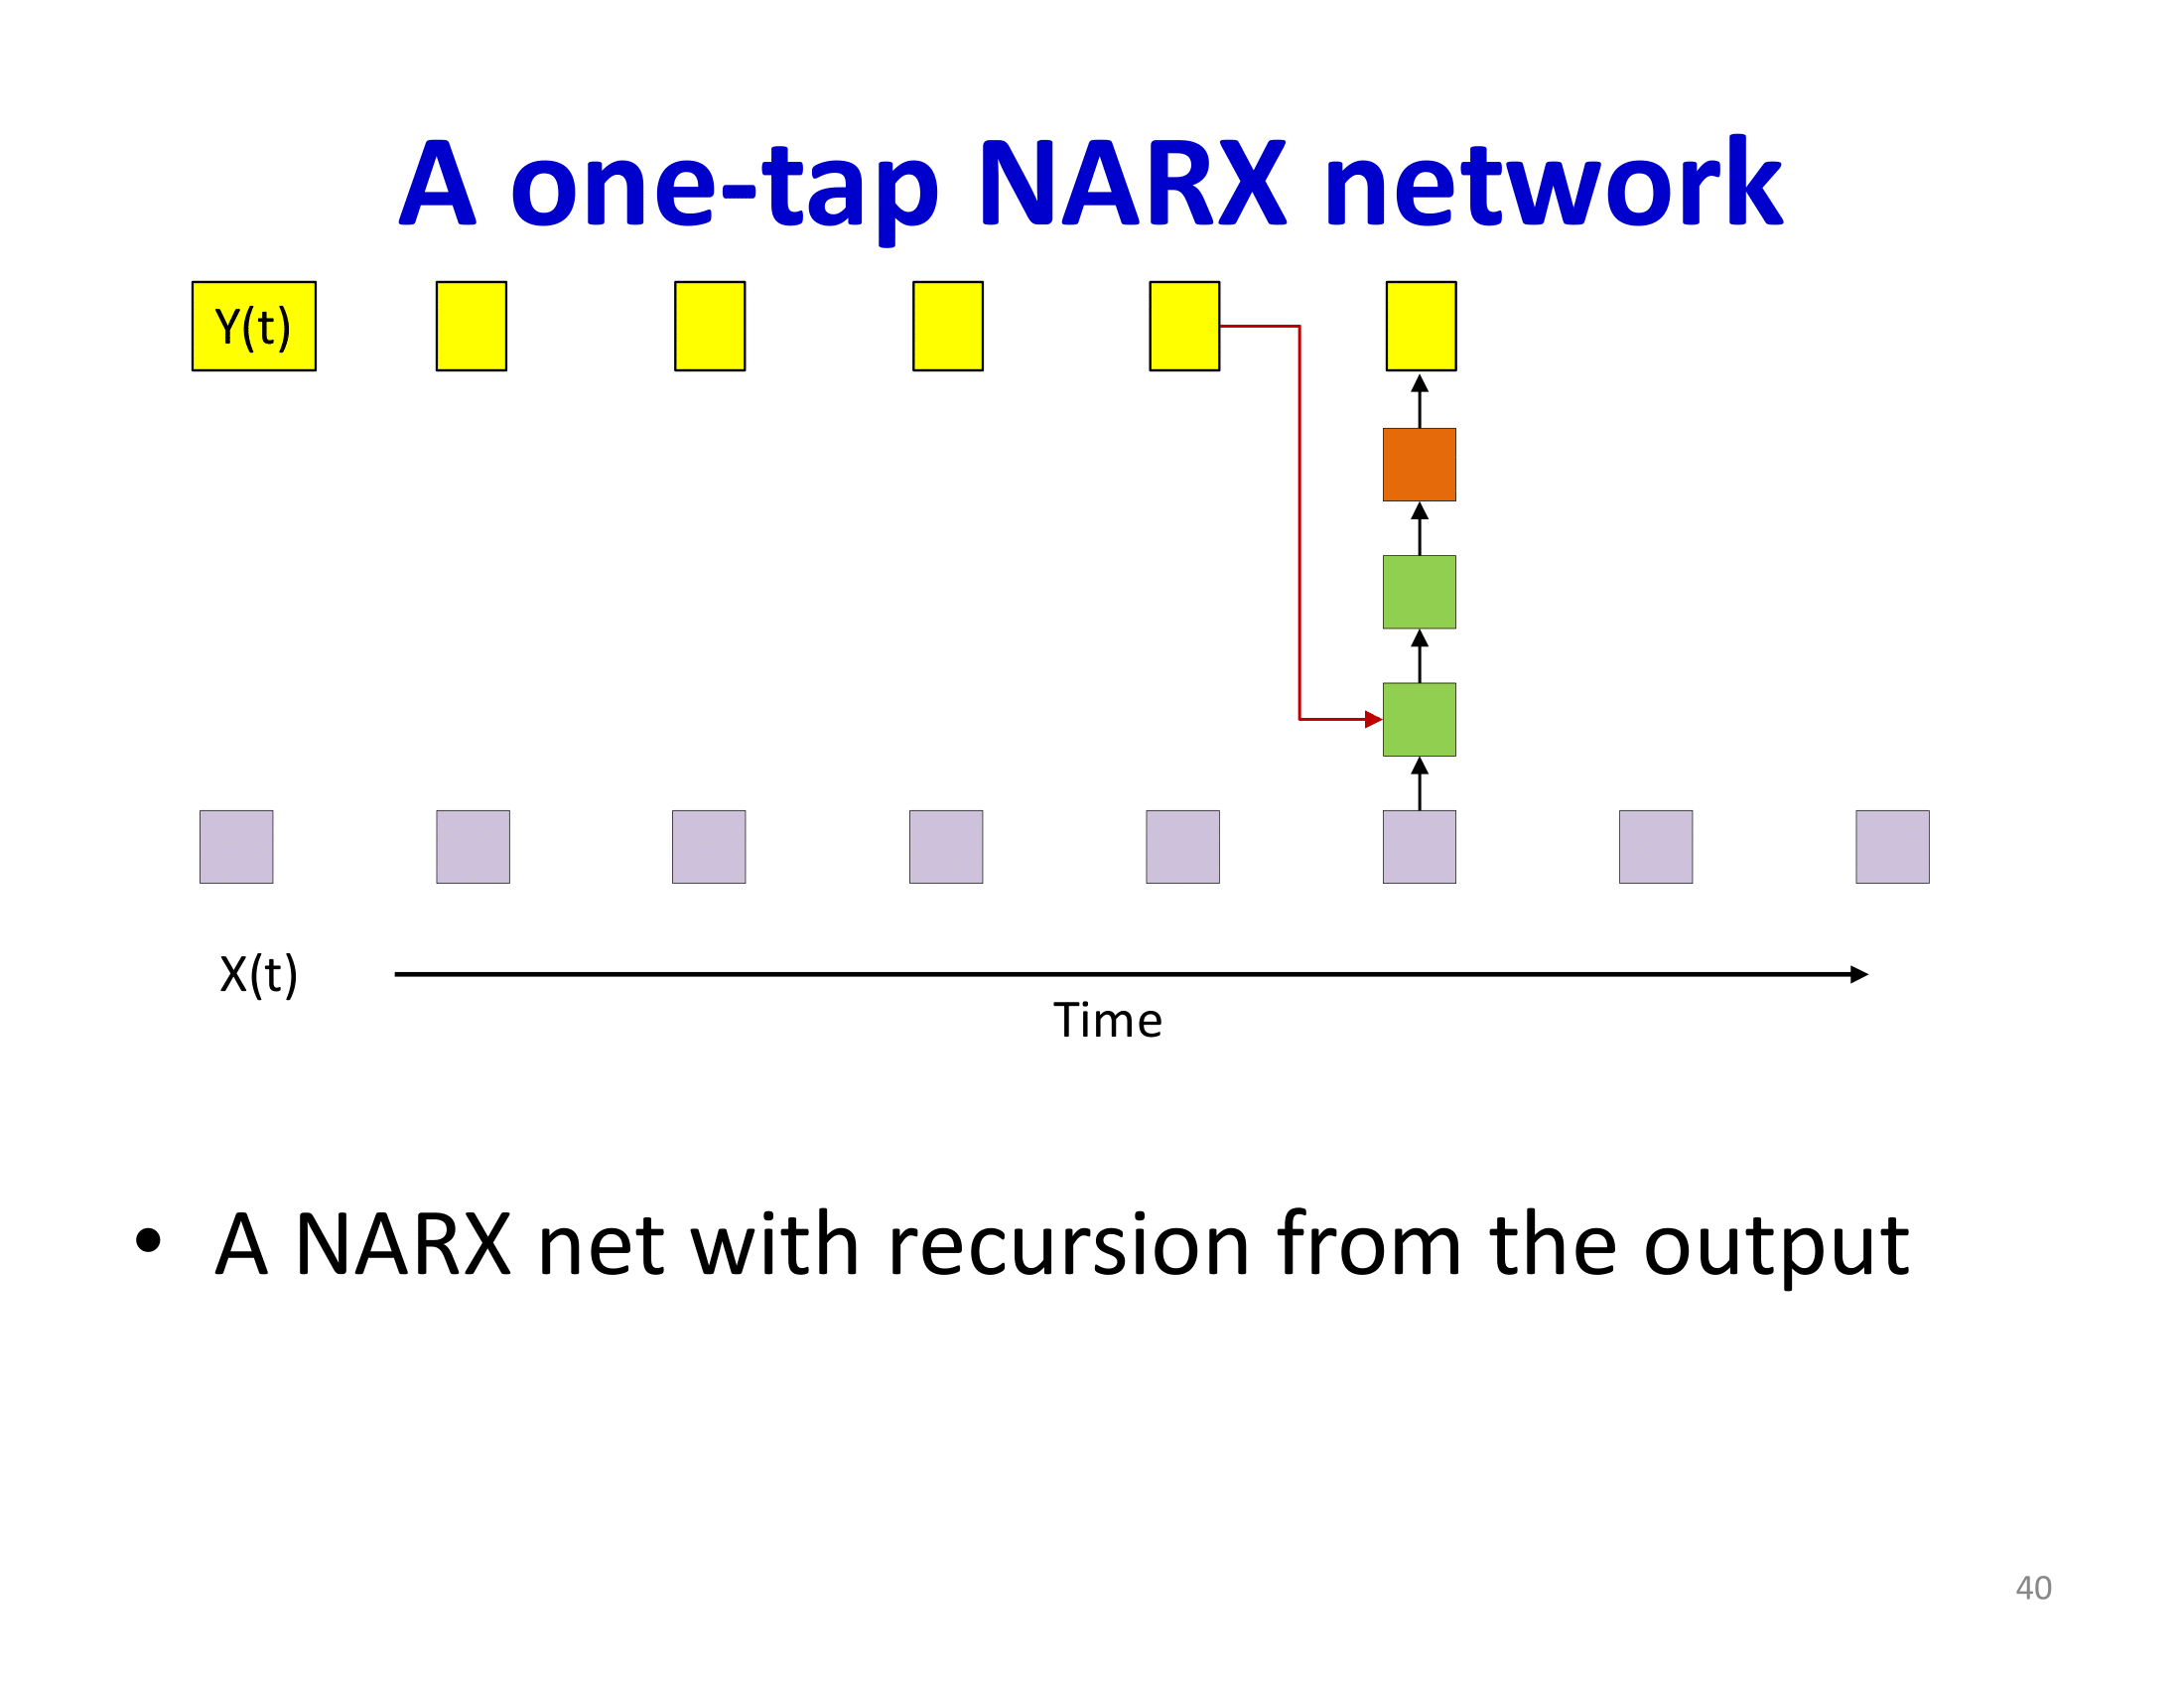 A one-tap NARX network
Y(t)
X(t)
Time
• A NARX net with recursion from the output
40